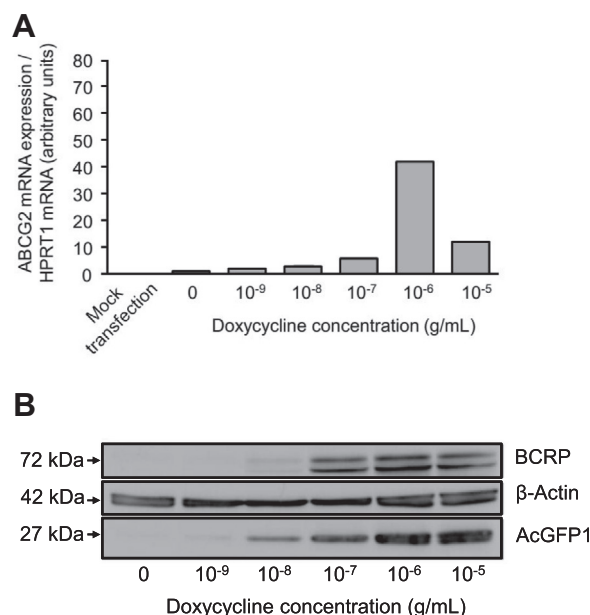 A
ABCG2 mRNA expression /
HPRT1 mRNA (arbitrary units)
80
70
60
50
40
30
20
10
0
Mock
transfection
0 10⁻⁹ 10⁻⁸ 10⁻⁷ 10⁻⁶ 10⁻⁵
Doxycycline concentration (g/mL)
B
72 kDa BCRP
42 kDa β-Actin
27 kDa AcGFP1
0 10⁻⁹ 10⁻⁸ 10⁻⁷ 10⁻⁶ 10⁻⁵
Doxycycline concentration (g/mL)